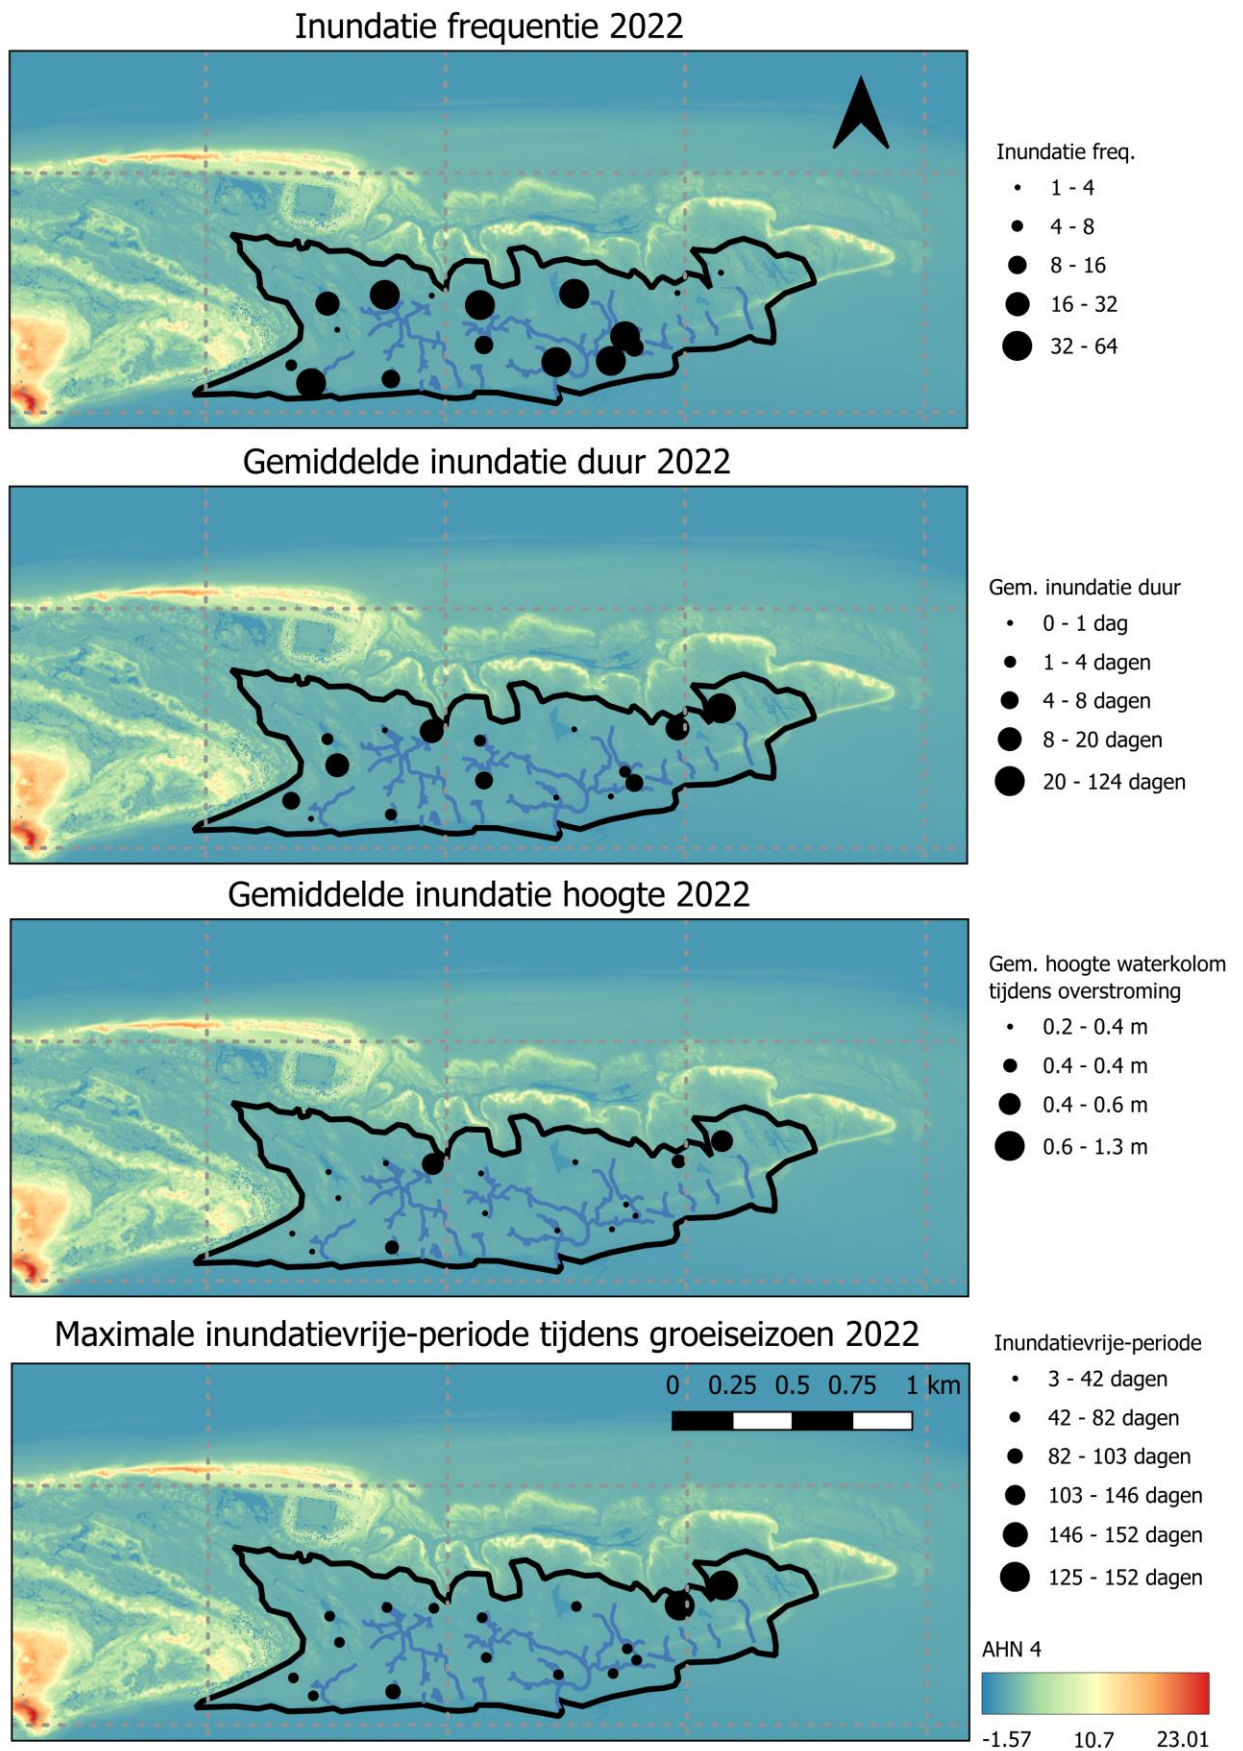 Inundatie frequentie 2022
Inundatie freq.
1 - 4
4 - 8
8 - 16
16 - 32
32 - 64
Gemiddelde inundatie duur 2022
Gem. inundatie duur
0 - 1 dag
1 - 4 dagen
4 - 8 dagen
8 - 20 dagen
20 - 124 dagen
Gemiddelde inundatie hoogte 2022
Gem. hoogte waterkolom
tijdens overstroming
0.2 - 0.4 m
0.4 - 0.4 m
0.4 - 0.6 m
0.6 - 1.3 m
Maximale inundatievrije-periode tijdens groeiseizoen 2022
0 0.25 0.5 0.75 1 km
Inundatievrije-periode
3 - 42 dagen
42 - 82 dagen
82 - 103 dagen
103 - 146 dagen
146 - 152 dagen
125 - 152 dagen
AHN 4
-1.57 10.7 23.01